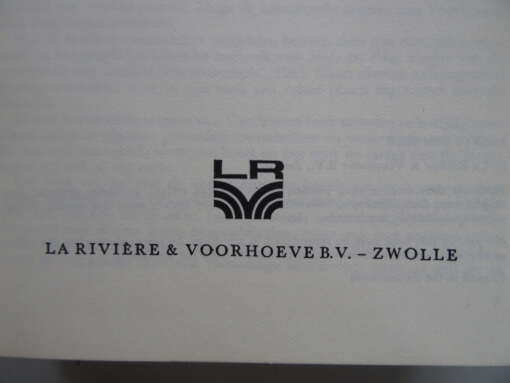 LR
LA RIVIÈRE & VOORHOEVE B.V. – ZWOLLE